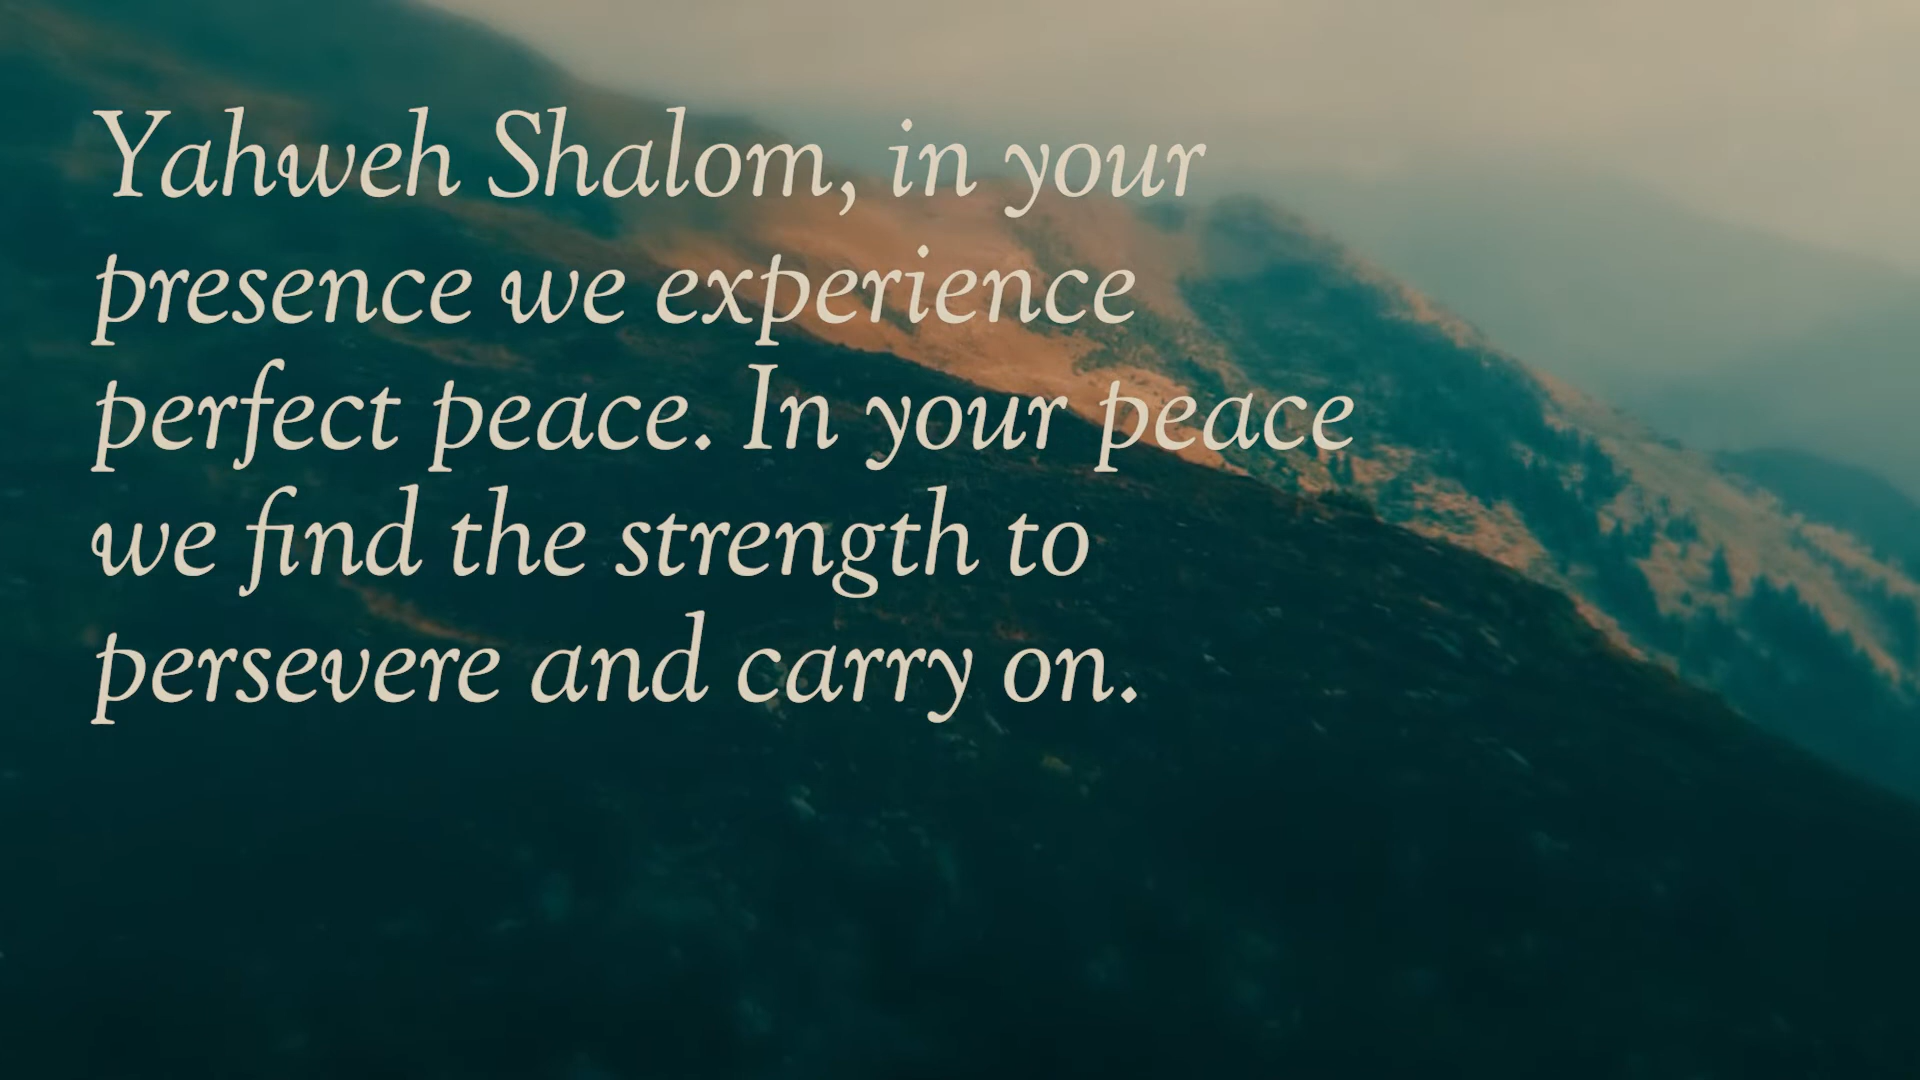 Yahweh Shalom, in your
presence we experience
perfect peace. In your peace
we find the strength to
persevere and carry on.